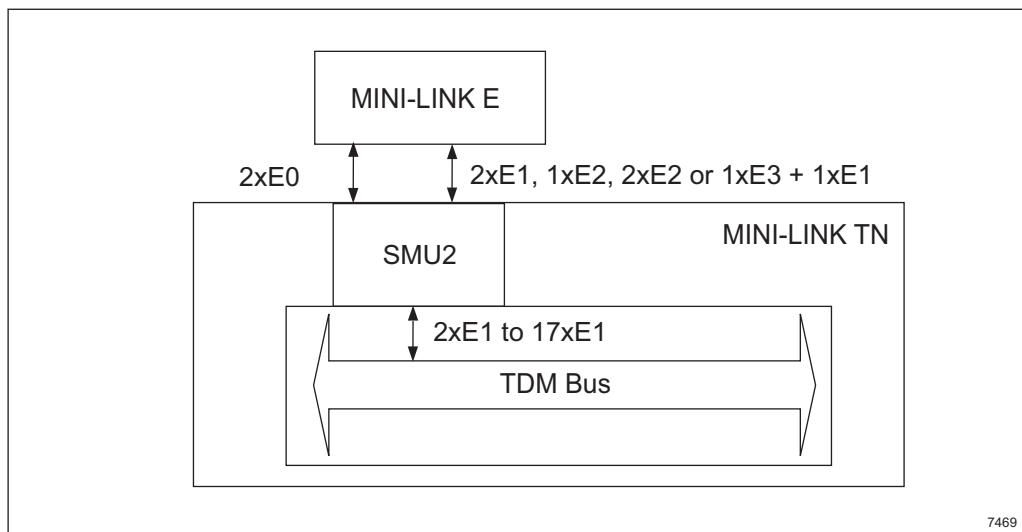 MINI-LINK E
2xE0
2xE1, 1xE2, 2xE2 or 1xE3 + 1xE1
MINI-LINK TN
SMU2
2xE1 to 17xE1
TDM Bus
7469